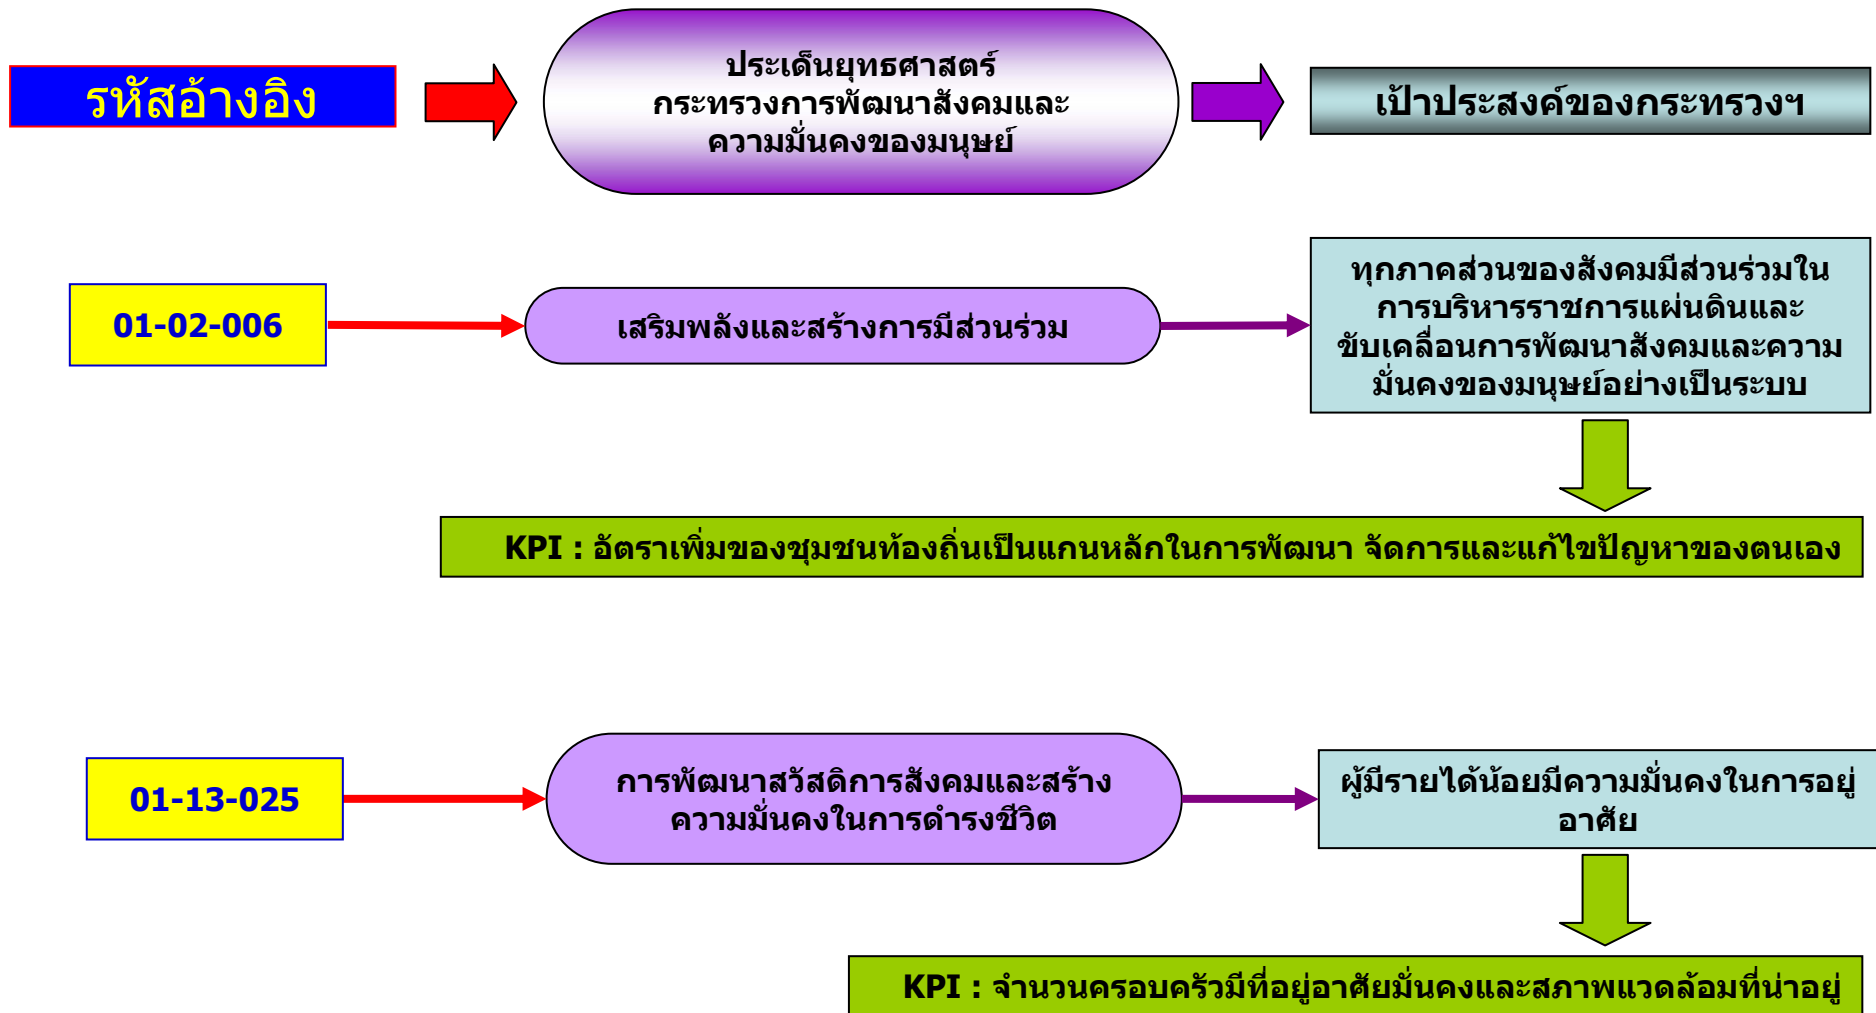 รหัสอ้างอิง
ประเด็นยุทธศาสตร์
กระทรวงการพัฒนาสังคมและ
ความมั่นคงของมนุษย์
เป้าประสงค์ของกระทรวงฯ
01-02-006
เสริมพลังและสร้างการมีส่วนร่วม
ทุกภาคส่วนของสังคมมีส่วนร่วมใน
การบริหารราชการแผ่นดินและ
ขับเคลื่อนการพัฒนาสังคมและความ
มั่นคงของมนุษย์อย่างเป็นระบบ
KPI : อัตราเพิ่มของชุมชนท้องถิ่นเป็นแกนหลักในการพัฒนา จัดการและแก้ไขปัญหาของตนเอง
01-13-025
การพัฒนาสวัสดิการสังคมและสร้าง
ความมั่นคงในการดำรงชีวิต
ผู้มีรายได้น้อยมีความมั่นคงในการอยู่
อาศัย
KPI : จำนวนครอบครัวมีที่อยู่อาศัยมั่นคงและสภาพแวดล้อมที่น่าอยู่